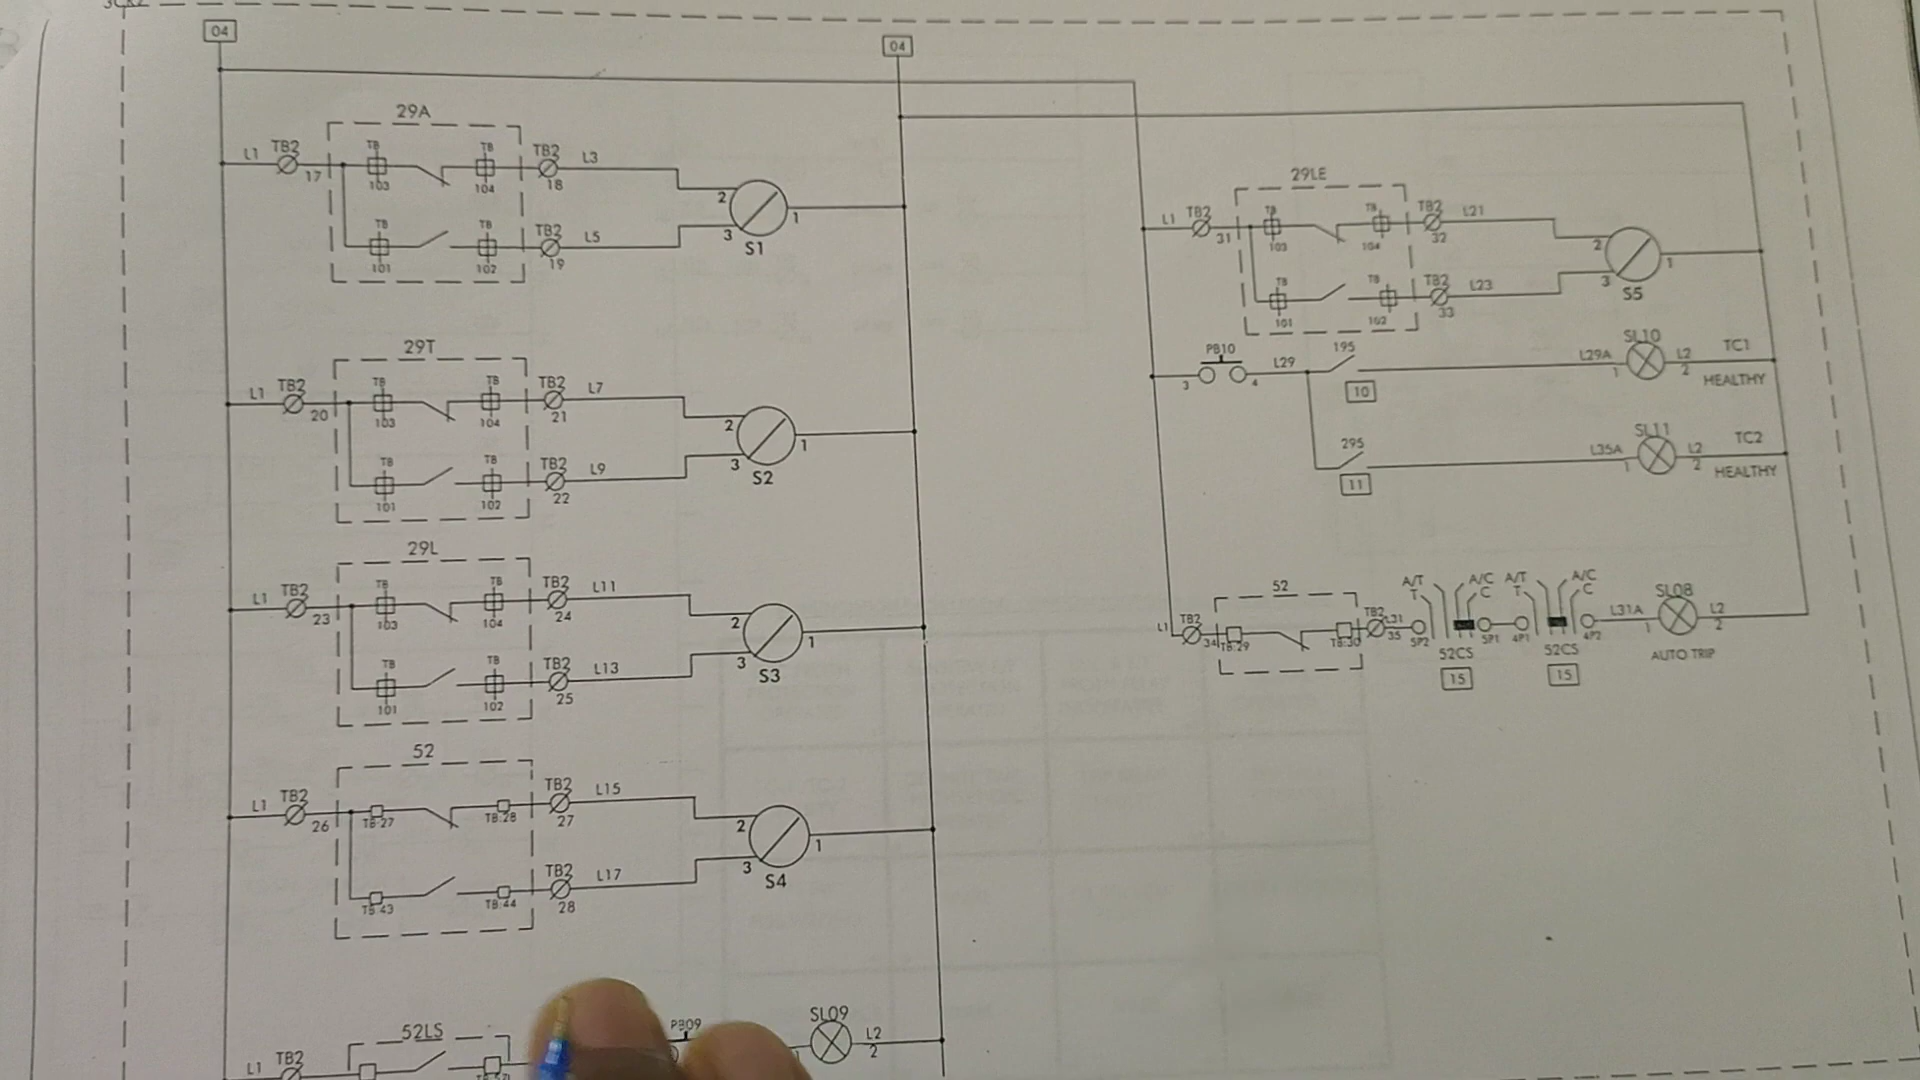 04
04
29A
L1 TB2 17 TB 103 TB 104 TB2 18 L3
TB 101 TB 102 TB2 19 L5
2 3 1 S1
29T
L1 TB2 20 TB 103 TB 104 TB2 21 L7
TB 101 TB 102 TB2 22 L9
2 3 1 S2
29L
L1 TB2 23 TB 103 TB 104 TB2 24 L11
TB 101 TB 102 TB2 25 L13
2 3 1 S3
52
L1 TB2 26 TB:27 TB:28 TB2 27 L15
TB:43 TB:44 TB2 28 L17
2 3 1 S4
52LS
L1 TB2
PB09
SL09
1 L2 2
29LE
L1 TB2 31 TB 103 TB 104 TB2 32 L21
TB 101 TB 102 TB2 33 L23
2 3 1 S5
PB10 3 4 L29 195 L29A 1 SL10 L2 2 TC1
10 HEALTHY
295 L35A 1 SL11 L2 2 TC2
11 HEALTHY
52
L1 TB2 34 TB:29 TB:30 TB2 35 L31
A/T T A/C C A/T T A/C C
5P2 5P1 4P1 4P2 L31A 1 SL08 L2 2
52CS 52CS AUTO TRIP
15 15